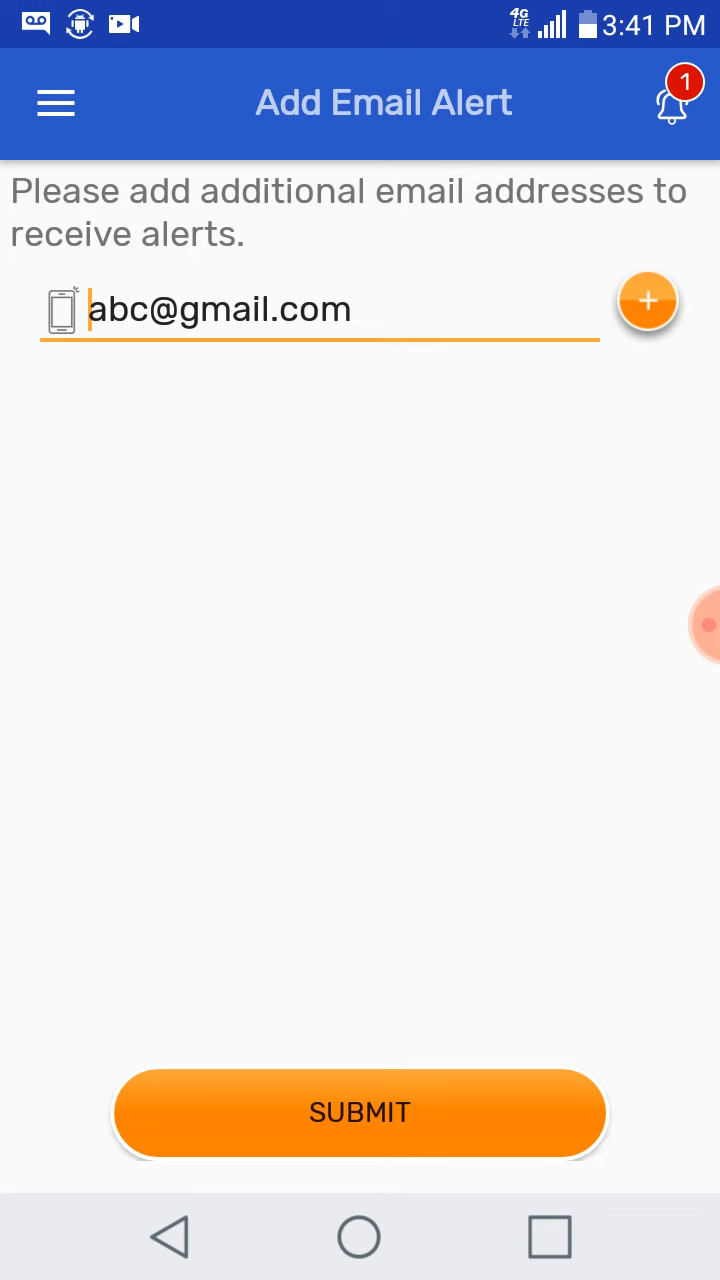 4G LTE 3:41 PM
Add Email Alert
1
Please add additional email addresses to
receive alerts.
abc@gmail.com
+
SUBMIT